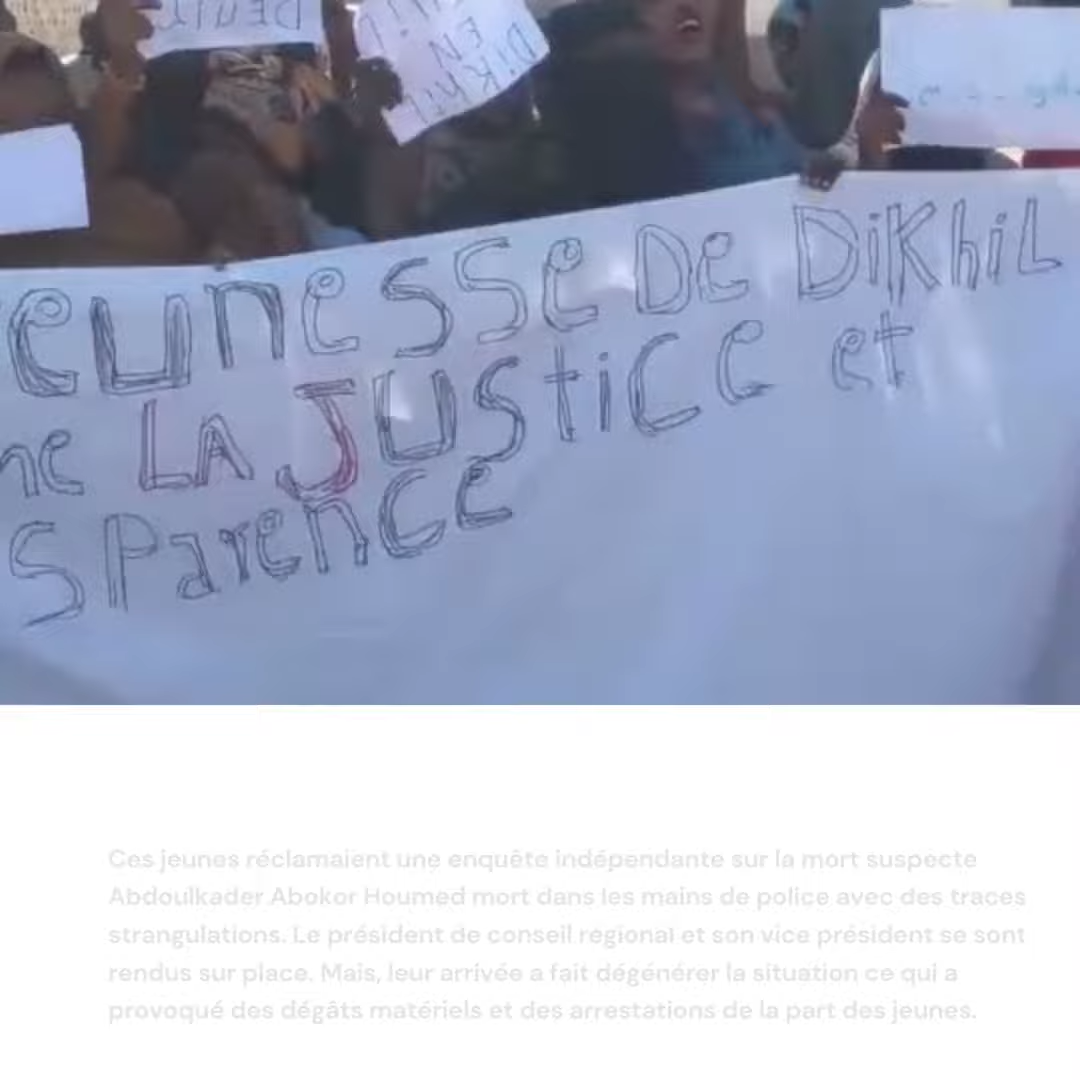 EN
DIKHIL
eunesse De DiKhiL
ne LA JUStiCe et
SParence
Ces jeunes réclamaient une enquête indépendante sur la mort suspecte
Abdoulkader Abokor Houmed mort dans les mains de police avec des traces
strangulations. Le président de conseil regional et son vice président se sont
rendus sur place. Mais, leur arrivée a fait dégénérer la situation ce qui a
provoqué des dégâts matériels et des arrestations de la part des jeunes.